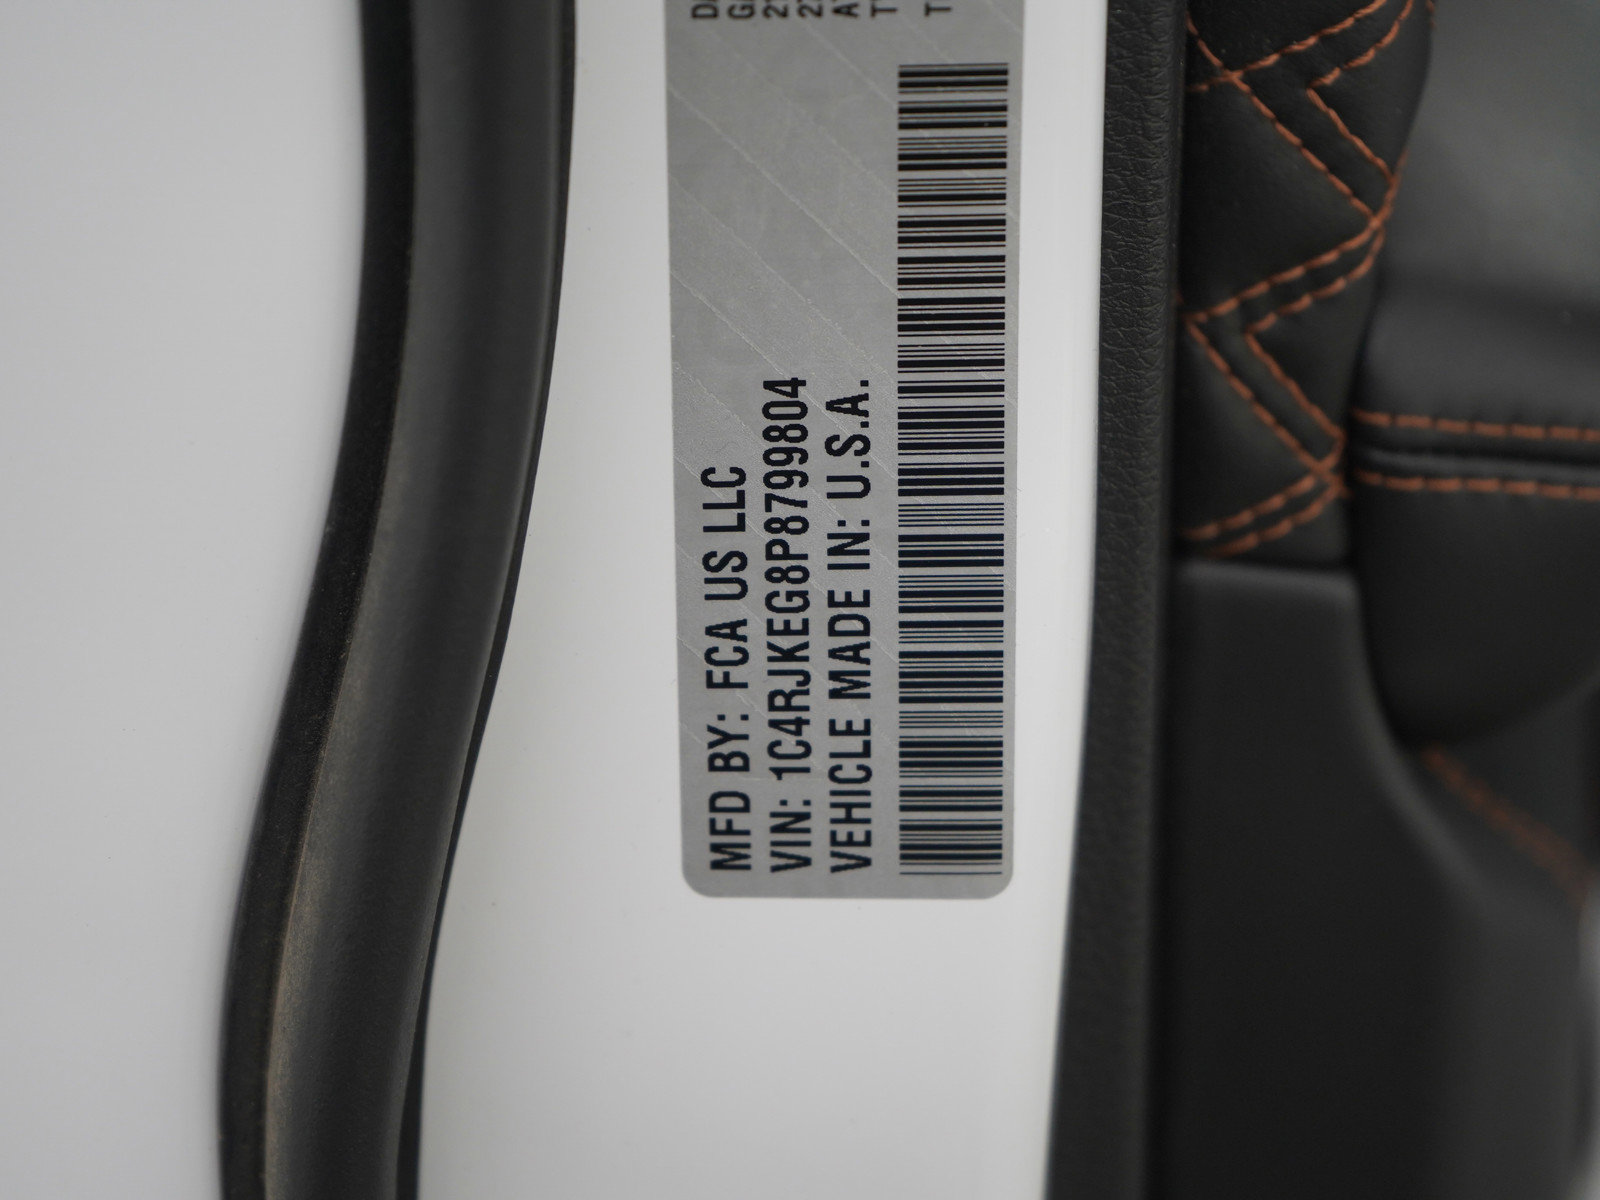 MFD BY: FCA US LLC
VIN: 1C4RJKEG8P8799804
VEHICLE MADE IN: U.S.A.